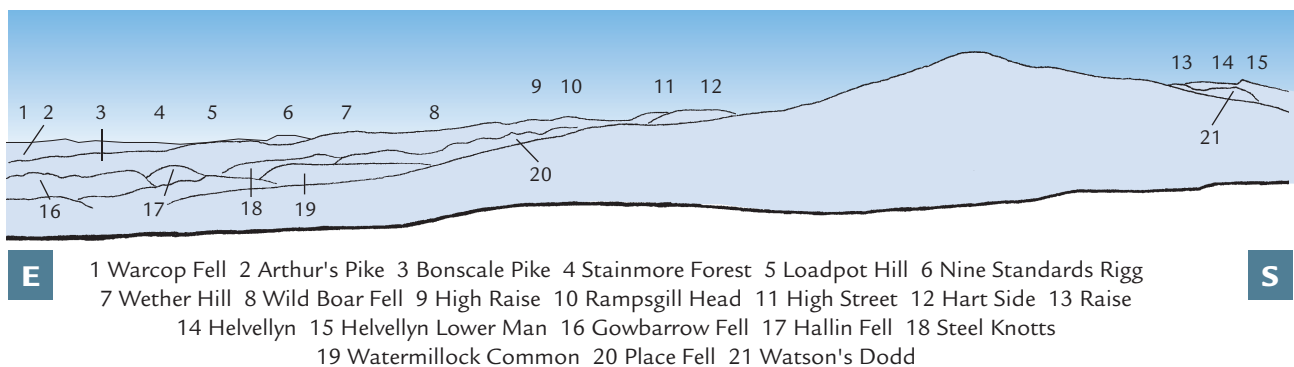 9 10 11 12 13 14 15
1 2 3 4 5 6 7 8
21
20
16 17 18 19
E S
1 Warcop Fell 2 Arthur's Pike 3 Bonscale Pike 4 Stainmore Forest 5 Loadpot Hill 6 Nine Standards Rigg
7 Wether Hill 8 Wild Boar Fell 9 High Raise 10 Rampsgill Head 11 High Street 12 Hart Side 13 Raise
14 Helvellyn 15 Helvellyn Lower Man 16 Gowbarrow Fell 17 Hallin Fell 18 Steel Knotts
19 Watermillock Common 20 Place Fell 21 Watson's Dodd